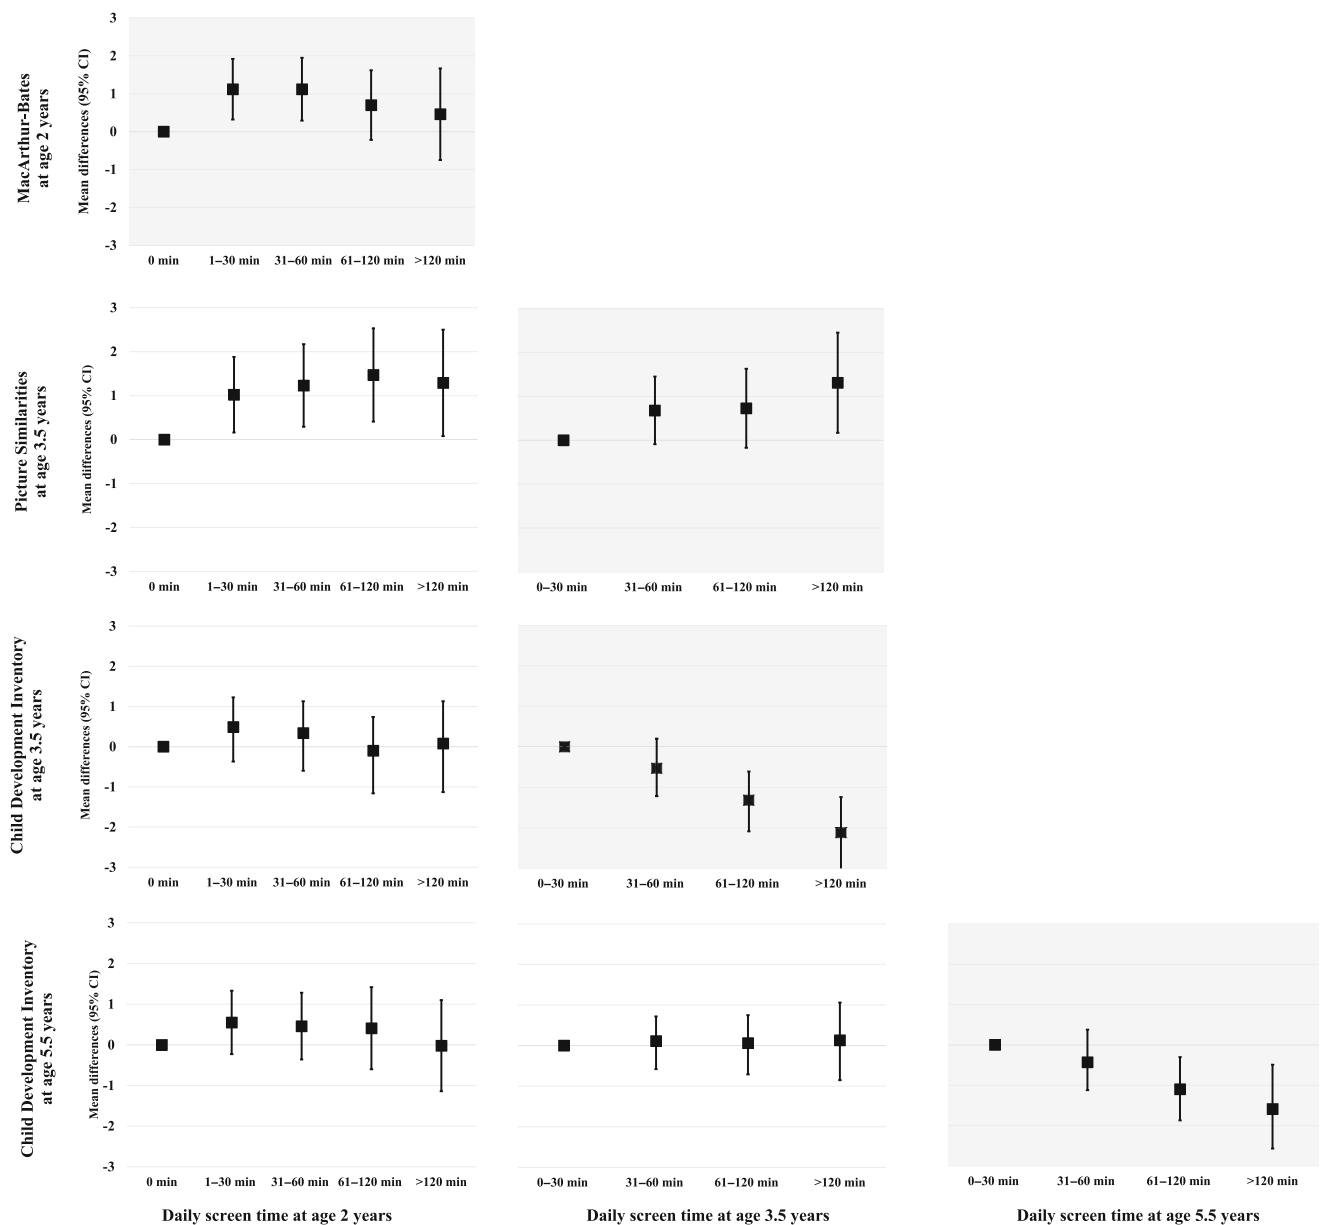 MacArthur-Bates
at age 2 years
Mean differences (95% CI)
3
2
1
0
-1
-2
-3
0 min 1–30 min 31–60 min 61–120 min >120 min
Picture Similarities
at age 3.5 years
Mean differences (95% CI)
3
2
1
0
-1
-2
-3
0 min 1–30 min 31–60 min 61–120 min >120 min
0–30 min 31–60 min 61–120 min >120 min
Child Development Inventory
at age 3.5 years
Mean differences (95% CI)
3
2
1
0
-1
-2
-3
0 min 1–30 min 31–60 min 61–120 min >120 min
0–30 min 31–60 min 61–120 min >120 min
Child Development Inventory
at age 5.5 years
Mean differences (95% CI)
3
2
1
0
-1
-2
-3
0 min 1–30 min 31–60 min 61–120 min >120 min
0–30 min 31–60 min 61–120 min >120 min
0–30 min 31–60 min 61–120 min >120 min
Daily screen time at age 2 years
Daily screen time at age 3.5 years
Daily screen time at age 5.5 years